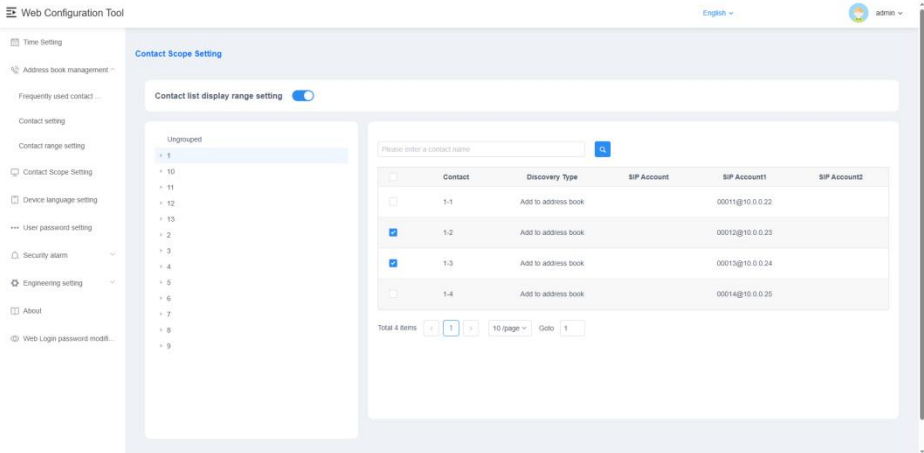 Web Configuration Tool
English
admin
Time Setting
Address book management
Frequently used contact ...
Contact setting
Contact range setting
Contact Scope Setting
Device language setting
User password setting
Security alarm
Engineering setting
About
Web Login password modifi...
Contact Scope Setting
Contact list display range setting
Ungrouped
1
10
11
12
13
2
3
4
5
6
7
8
9
Please enter a contact name
Contact Discovery Type SIP Account SIP Account1 SIP Account2
1-1 Add to address book 00011@10.0.0.22
1-2 Add to address book 00012@10.0.0.23
1-3 Add to address book 00013@10.0.0.24
1-4 Add to address book 00014@10.0.0.25
Total 4 items < 1 > 10 /page Goto 1